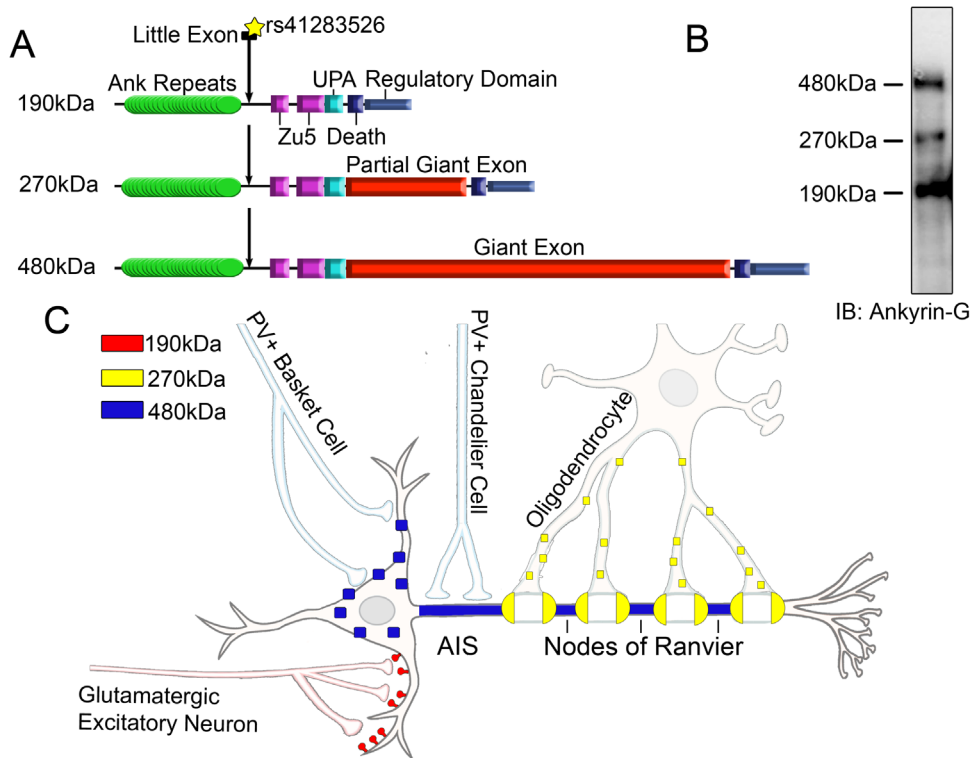 A
rs41283526
Little Exon
Ank Repeats
UPA Regulatory Domain
190kDa
Zu5 Death
Partial Giant Exon
270kDa
Giant Exon
480kDa
B
480kDa
270kDa
190kDa
IB: Ankyrin-G
C
190kDa
270kDa
480kDa
PV+ Basket Cell
PV+ Chandelier Cell
Oligodendrocyte
AIS
Nodes of Ranvier
Glutamatergic
Excitatory Neuron